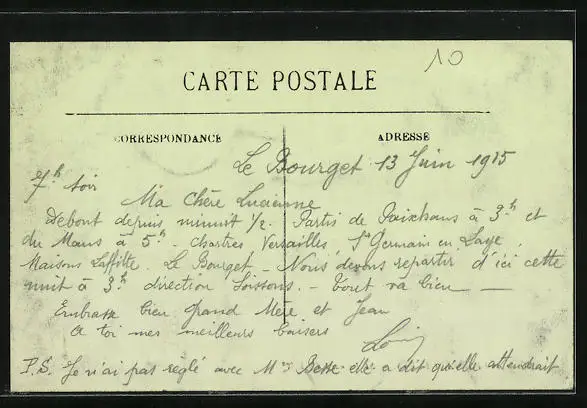 10
CARTE POSTALE
CORRESPONDANCE ADRESSE
Le Bourget 13 Juin 1915
7h soir
Ma Chère Lucienne
Debout depuis minuit 1/2. Partis de Paixhans à 3h et
du Mans à 5h - Chartres Versailles, St Germain en Laye,
Maisons Laffitte. Le Bourget - Nous devons repartir d'ici cette
nuit à 3h direction Soissons. - tout va bien -
Embrasse bien Grand Mère et Jean
A toi mes meilleurs baisers
P.S. Je n'ai pas réglé avec Mme elle a dit qu'elle attendrait